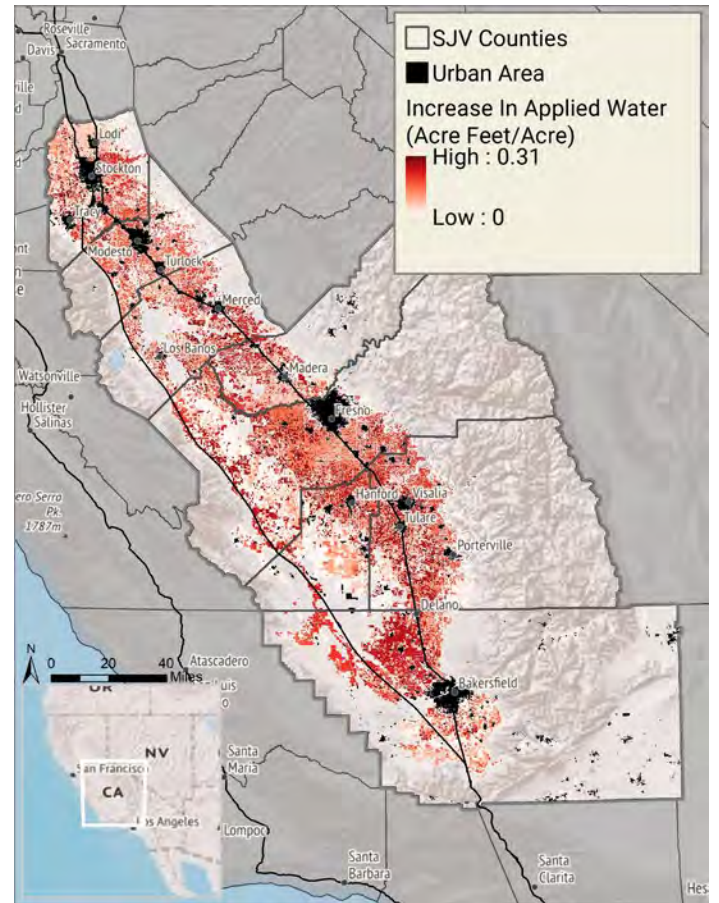 Roseville
Sacramento
Davis
SJV Counties
Urban Area
Increase In Applied Water
(Acre Feet/Acre)
High : 0.31
Low : 0
Lodi
Stockton
Tracy
Modesto
Turlock
Merced
Los Banos
Madera
Watsonville
Hollister
Salinas
Fresno
Hanford
Visalia
Tulare
Pk.
1787m
Porterville
Delano
N
0 20 40
Miles
Atascadero
Bakersfield
OR
NV
San Francisco
CA
Los Angeles
Santa
Maria
Lompoc
Santa
Barbara
Santa
Clarita